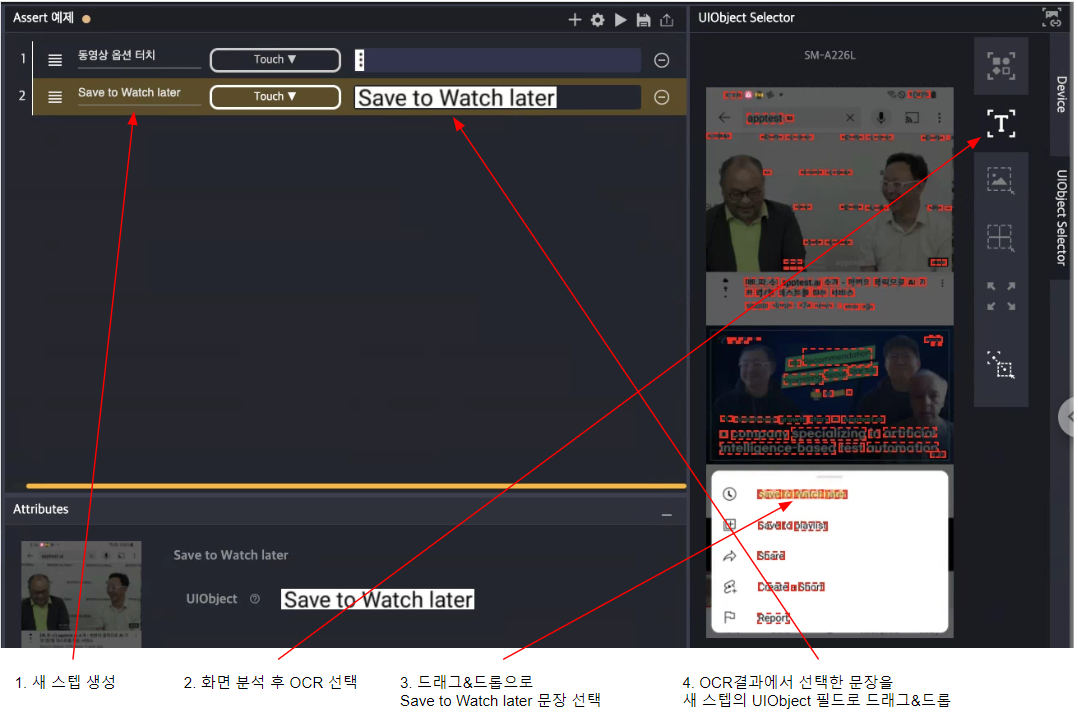 Assert 예제
UIObject Selector
1
동영상 옵션 터치
Touch ▼
2
Save to Watch later
Touch ▼
Save to Watch later
SM-A226L
Device
UIObject Selector
apptest
company specializing to artificial
intelligence-based test automation
Save to Watch later
Save to playlist
Share
Create a Short
Report
Attributes
Save to Watch later
UIObject
Save to Watch later
1. 새 스텝 생성
2. 화면 분석 후 OCR 선택
3. 드래그&드롭으로
Save to Watch later 문장 선택
4. OCR결과에서 선택한 문장을
새 스텝의 UIObject 필드로 드래그&드롭